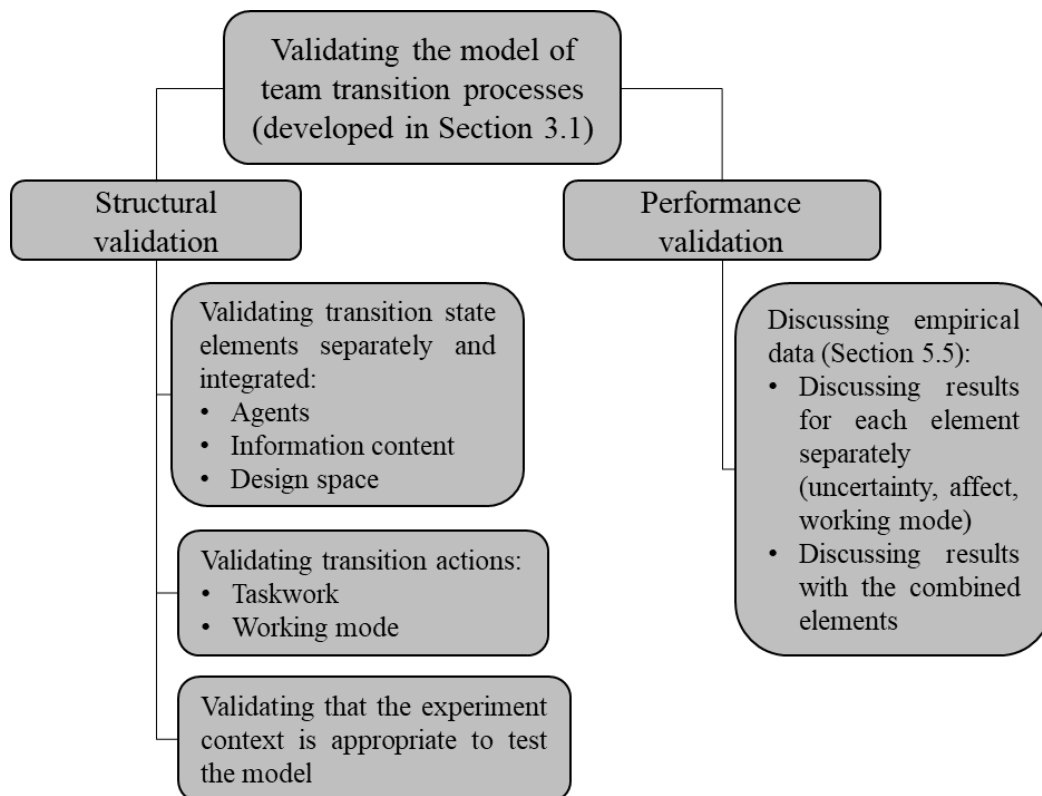 Validating the model of
team transition processes
(developed in Section 3.1)
Structural
validation
Performance
validation
Validating transition state
elements separately and
integrated:
• Agents
• Information content
• Design space
Validating transition actions:
• Taskwork
• Working mode
Validating that the experiment
context is appropriate to test
the model
Discussing empirical
data (Section 5.5):
• Discussing results
for each element
separately
(uncertainty, affect,
working mode)
• Discussing results
with the combined
elements